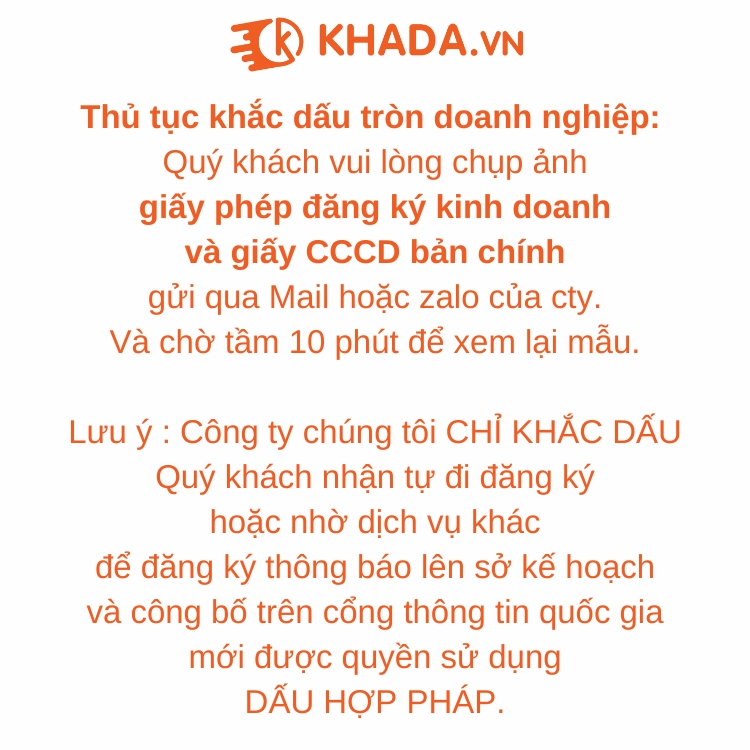 KHADA.VN
Thủ tục khắc dấu tròn doanh nghiệp:
Quý khách vui lòng chụp ảnh
giấy phép đăng ký kinh doanh
và giấy CCCD bản chính
gửi qua Mail hoặc zalo của cty.
Và chờ tầm 10 phút để xem lại mẫu.
Lưu ý : Công ty chúng tôi CHỈ KHẮC DẤU
Quý khách nhận tự đi đăng ký
hoặc nhờ dịch vụ khác
để đăng ký thông báo lên sở kế hoạch
và công bố trên cổng thông tin quốc gia
mới được quyền sử dụng
DẤU HỢP PHÁP.